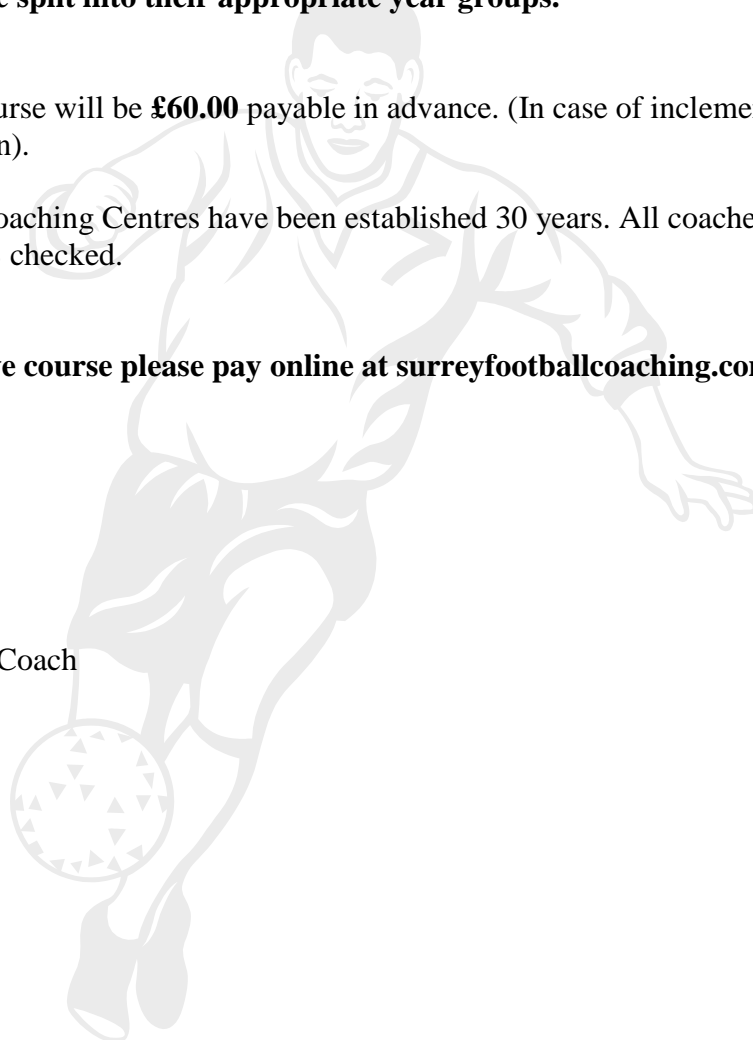 split into their appropriate year groups.
urse will be £60.00 payable in advance. (In case of incleme
n).
oaching Centres have been established 30 years. All coache
checked.
e course please pay online at surreyfootballcoaching.co
Coach